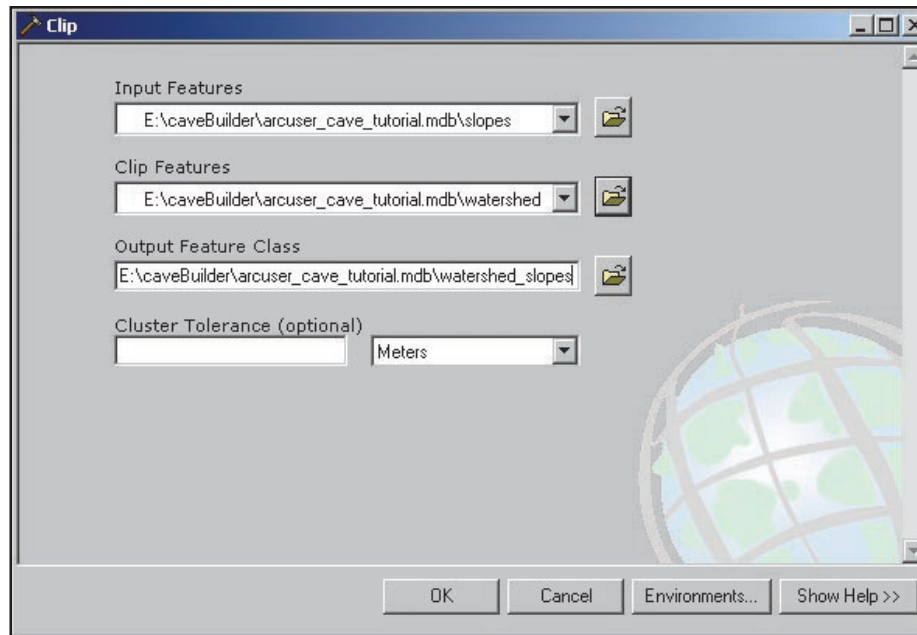 Clip
Input Features
E:\caveBuilder\arcuser_cave_tutorial.mdb\slopes
Clip Features
E:\caveBuilder\arcuser_cave_tutorial.mdb\watershed
Output Feature Class
E:\caveBuilder\arcuser_cave_tutorial.mdb\watershed_slopes
Cluster Tolerance (optional)
Meters
OK Cancel Environments... Show Help >>